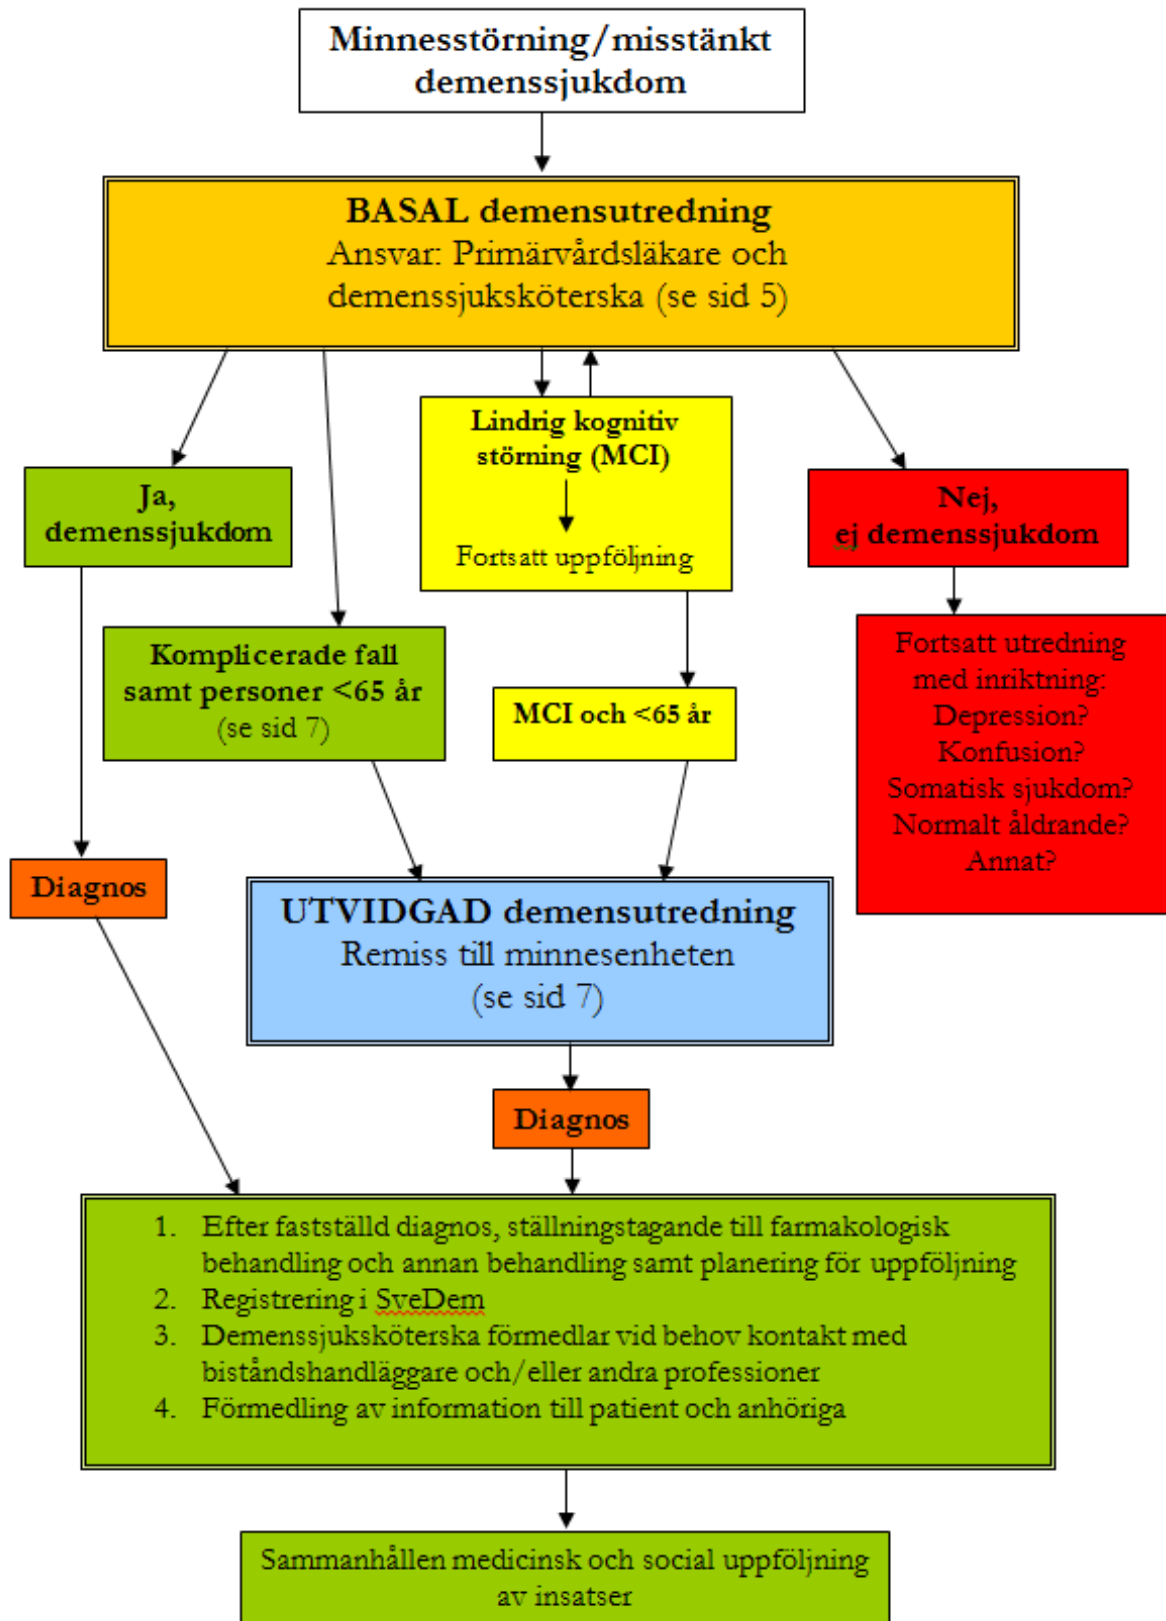 Minnesstörning/misstänkt
demenssjukdom
BASAL demensutredning
Ansvar: Primärvårdsläkare och
demenssjuksköterska (se sid 5)
Lindrig kognitiv
störning (MCI)
Fortsatt uppföljning
Ja,
demenssjukdom
Nej,
ej demenssjukdom
Komplicerade fall
samt personer <65 år
(se sid 7)
MCI och <65 år
Fortsatt utredning
med inriktning:
Depression?
Konfusion?
Somatisk sjukdom?
Normalt åldrande?
Annat?
Diagnos
UTVIDGAD demensutredning
Remiss till minnesenheten
(se sid 7)
Diagnos
1. Efter fastställd diagnos, ställningstagande till farmakologisk
behandling och annan behandling samt planering för uppföljning
2. Registrering i SveDem
3. Demenssjuksköterska förmedlar vid behov kontakt med
biståndshandläggare och/eller andra professioner
4. Förmedling av information till patient och anhöriga
Sammanhållen medicinsk och social uppföljning
av insatser